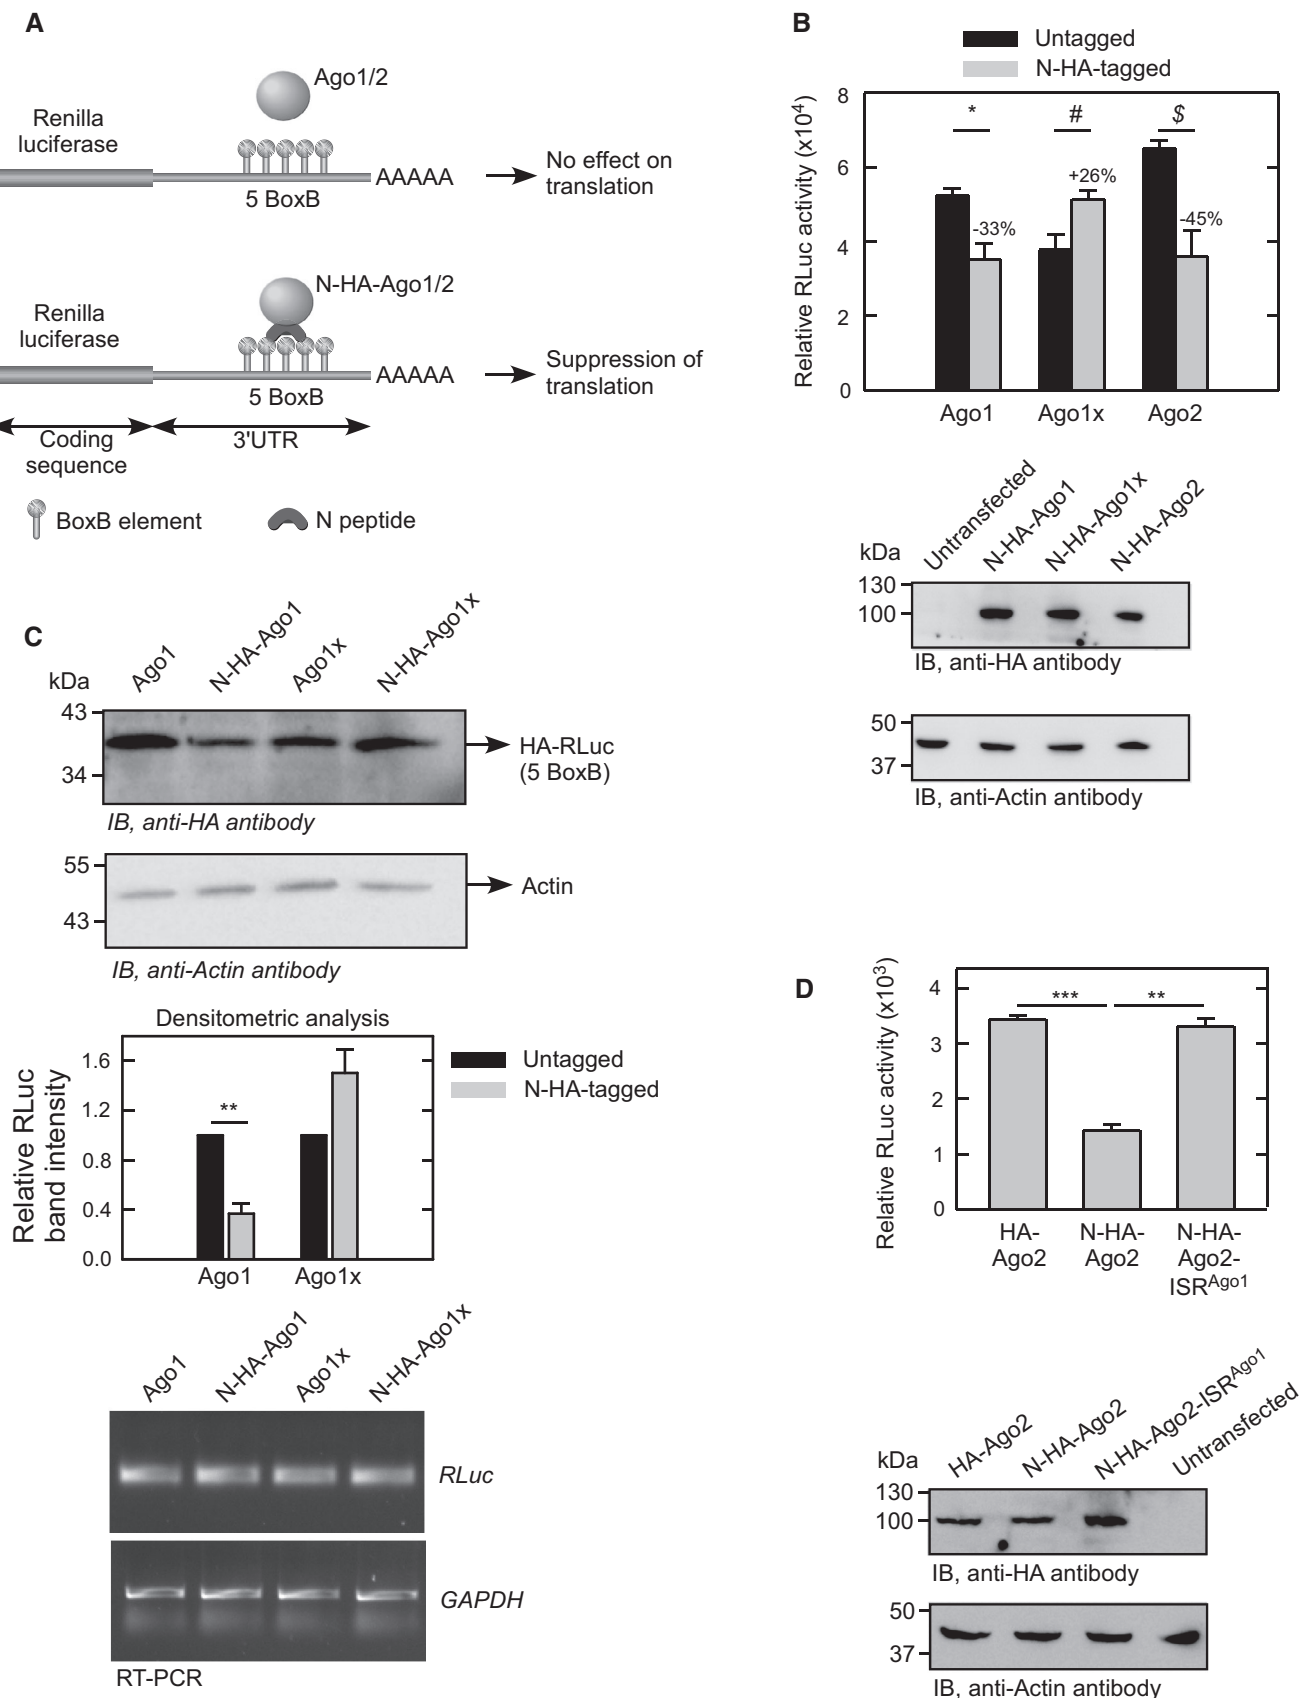 A
Ago1/2
Renilla
luciferase
AAAAA
5 BoxB
No effect on
translation
N-HA-Ago1/2
Renilla
luciferase
AAAAA
5 BoxB
Suppression of
translation
Coding
sequence
3'UTR
BoxB element
N peptide
B
Untagged
N-HA-tagged
Relative RLuc activity (x10⁴)
8
6
4
2
0
*
#
$
-33%
+26%
-45%
Ago1
Ago1x
Ago2
kDa
Untransfected
N-HA-Ago1
N-HA-Ago1x
N-HA-Ago2
130
100
IB, anti-HA antibody
50
37
IB, anti-Actin antibody
C
kDa
Ago1
N-HA-Ago1
Ago1x
N-HA-Ago1x
43
34
HA-RLuc
(5 BoxB)
IB, anti-HA antibody
55
43
Actin
IB, anti-Actin antibody
Densitometric analysis
Relative RLuc
band intensity
1.6
1.2
0.8
0.4
0.0
**
Untagged
N-HA-tagged
Ago1
Ago1x
Ago1
N-HA-Ago1
Ago1x
N-HA-Ago1x
RLuc
GAPDH
RT-PCR
D
Relative RLuc activity (x10³)
4
3
2
1
0
***
**
HA-
Ago2
N-HA-
Ago2
N-HA-
Ago2-
ISRᴬᵍᵒ¹
kDa
HA-Ago2
N-HA-Ago2
N-HA-Ago2-ISRᴬᵍᵒ¹
Untransfected
130
100
IB, anti-HA antibody
50
37
IB, anti-Actin antibody